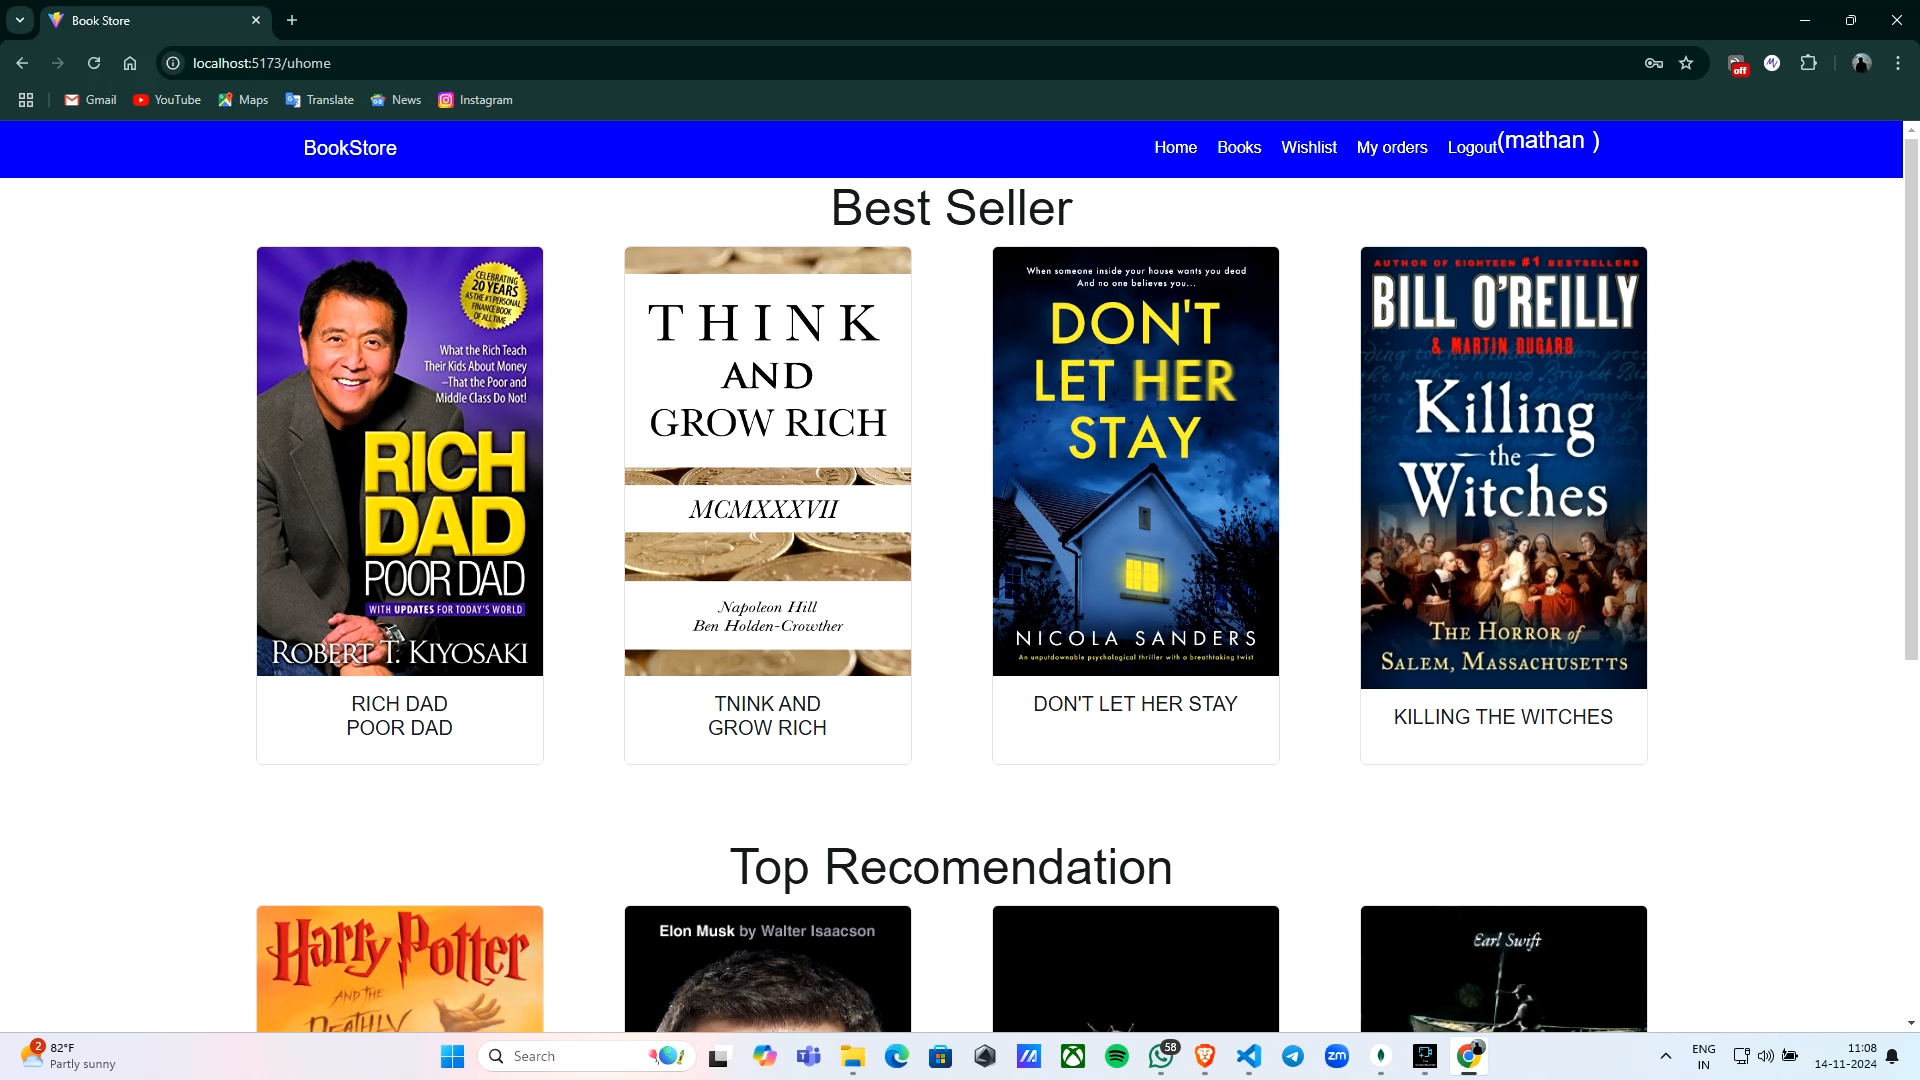 Book Store
localhost:5173/uhome
off
Gmail
YouTube
Maps
Translate
News
Instagram
BookStore
Home
Books
Wishlist
My orders
Logout(mathan )
Best Seller
CELEBRATING
20 YEARS
AS THE #1 PERSONAL
FINANCE BOOK
OF ALL TIME
What the Rich Teach
Their Kids About Money
–That the Poor and
Middle Class Do Not!
RICH
DAD
POOR DAD
WITH UPDATES FOR TODAY'S WORLD
ROBERT T. KIYOSAKI
RICH DAD
POOR DAD
THINK
AND
GROW RICH
MCMXXXVII
Napoleon Hill
Ben Holden-Crowther
TNINK AND
GROW RICH
When someone inside your house wants you dead
And no one believes you...
DON'T
LET HER
STAY
NICOLA SANDERS
An unputdownable psychological thriller with a breathtaking twist
DON'T LET HER STAY
AUTHOR OF EIGHTEEN #1 BESTSELLERS
BILL O'REILLY
& MARTIN DUGARD
Killing
the
Witches
THE HORROR of
SALEM, MASSACHUSETTS
KILLING THE WITCHES
Top Recomendation
Harry Potter
AND THE
DEATHLY
Elon Musk by Walter Isaacson
Earl Swift
2
82°F
Partly sunny
Search
58
zm
ENG
IN
11:08
14-11-2024